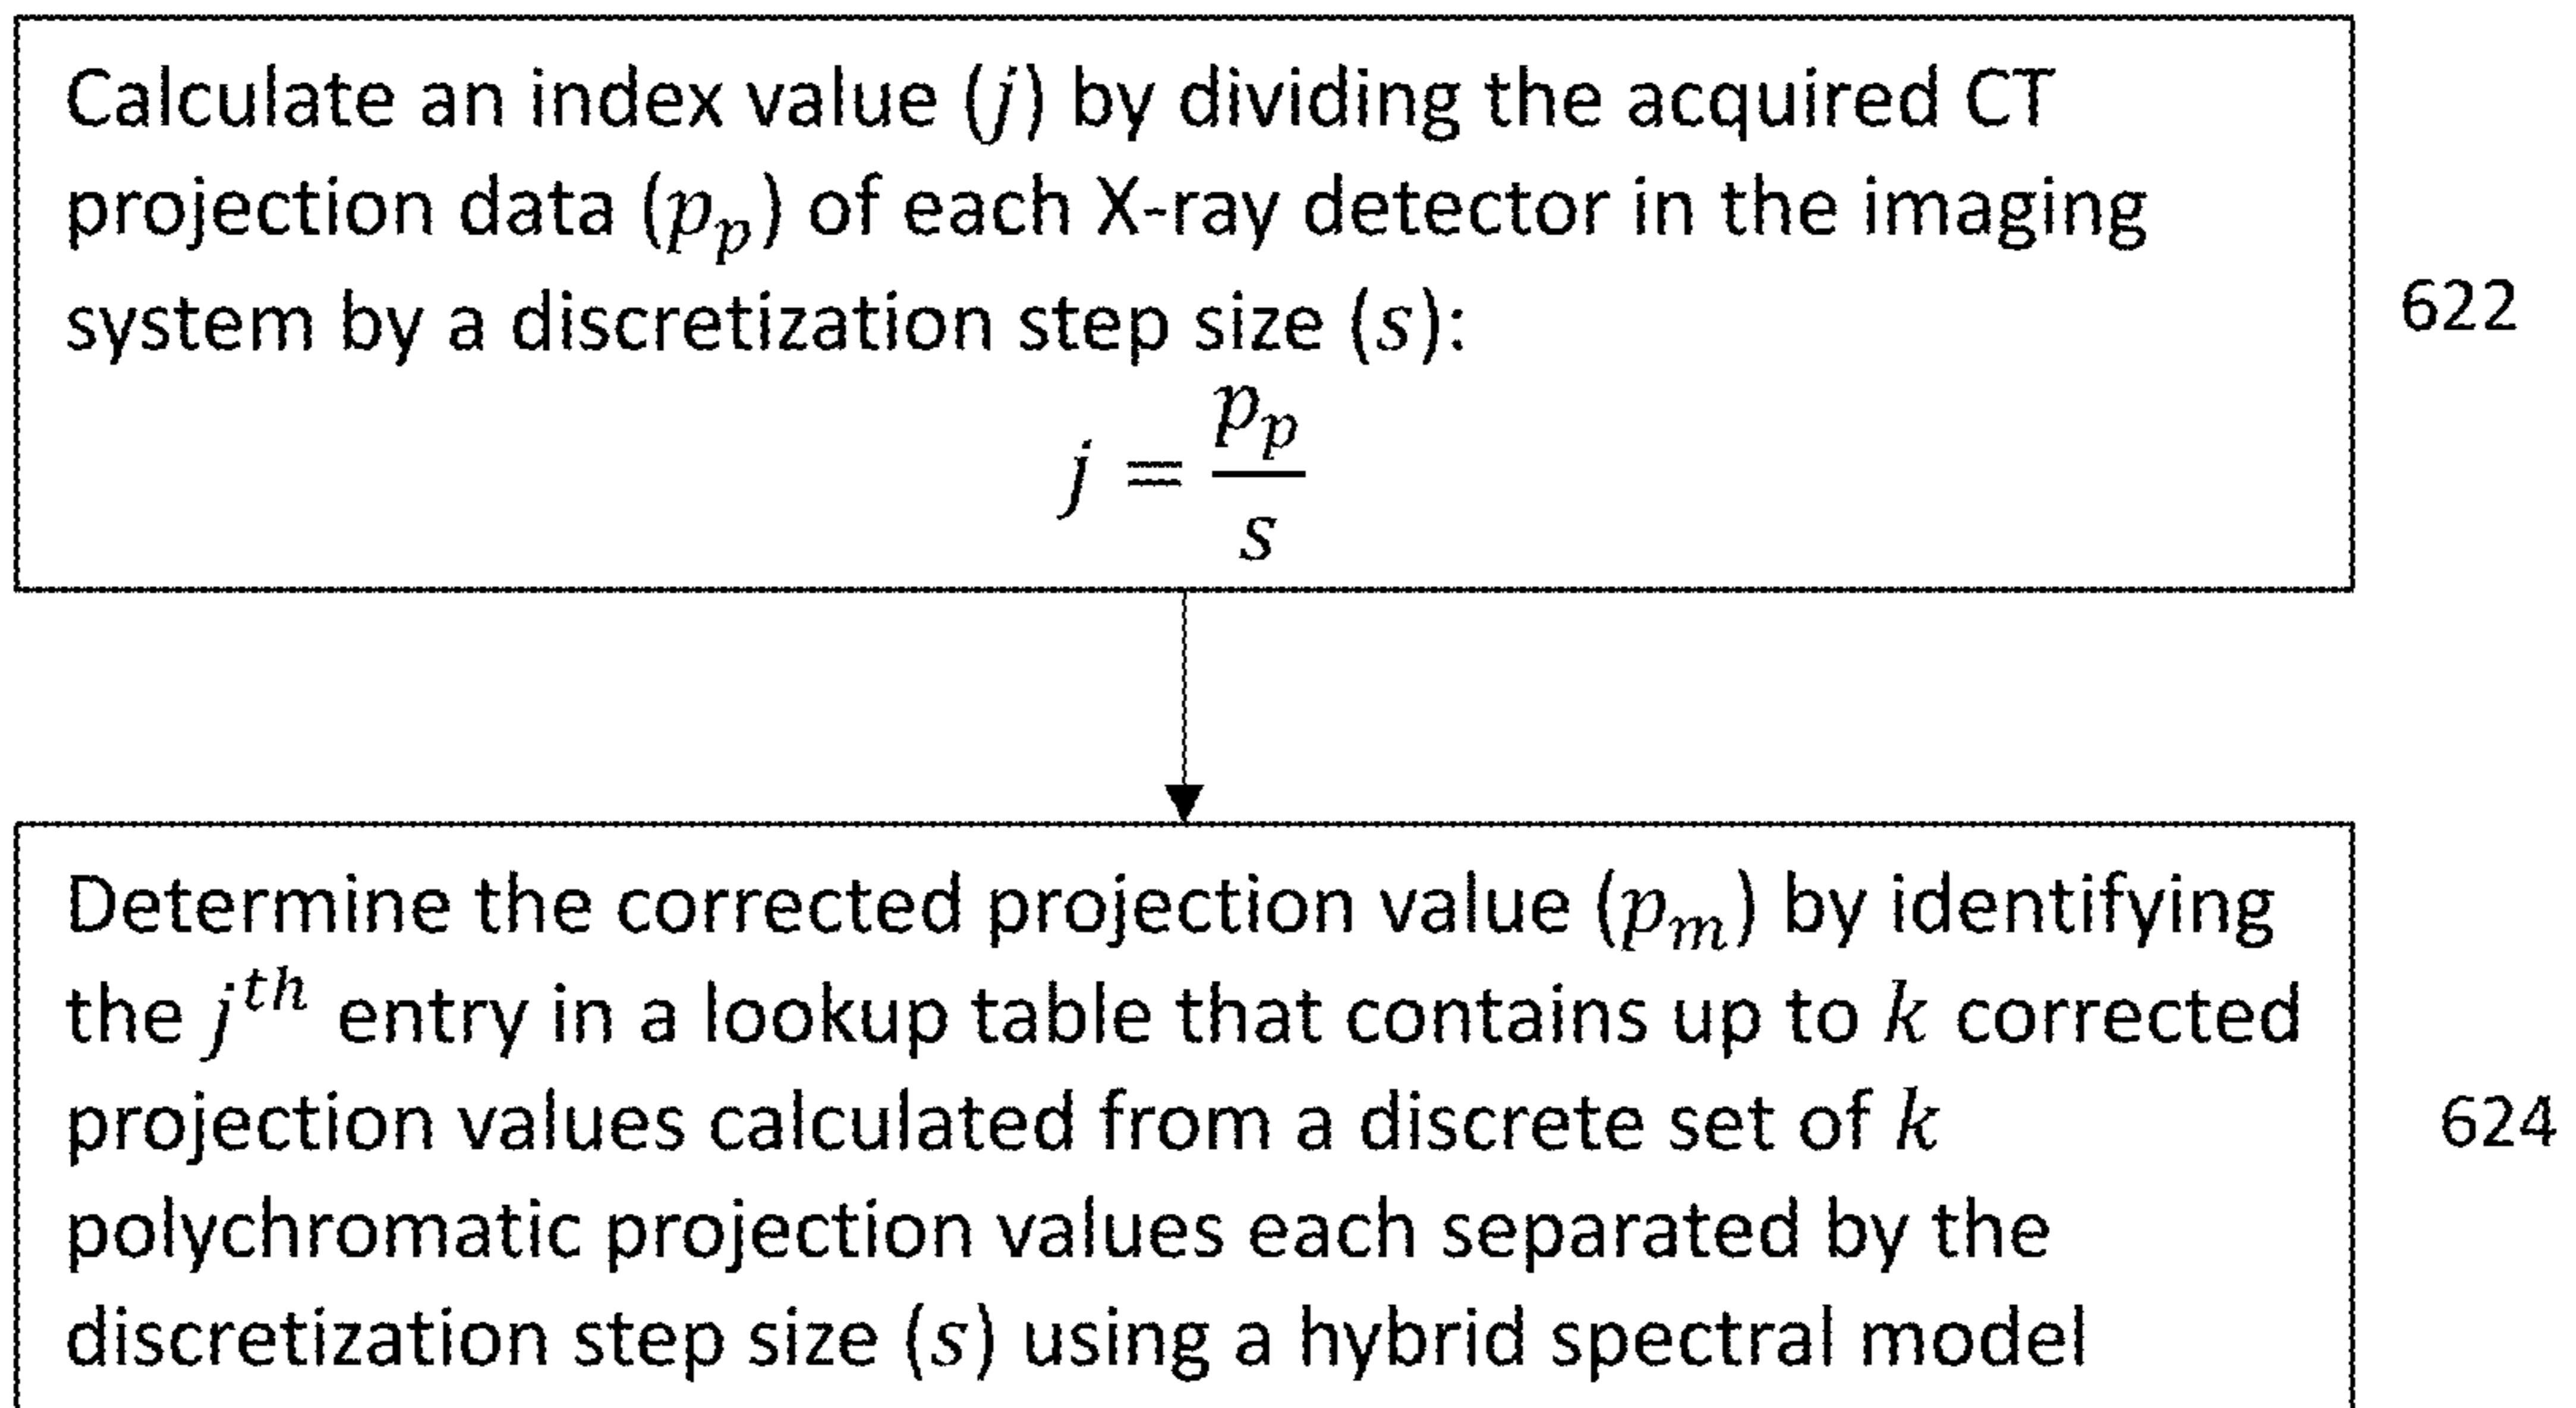 Calculate an index value (j) by dividing the acquired CT
projection data (p_p) of each X-ray detector in the imaging
system by a discretization step size (s):
j = p_p / s
622
Determine the corrected projection value (p_m) by identifying
the j^th entry in a lookup table that contains up to k corrected
projection values calculated from a discrete set of k
polychromatic projection values each separated by the
discretization step size (s) using a hybrid spectral model
624